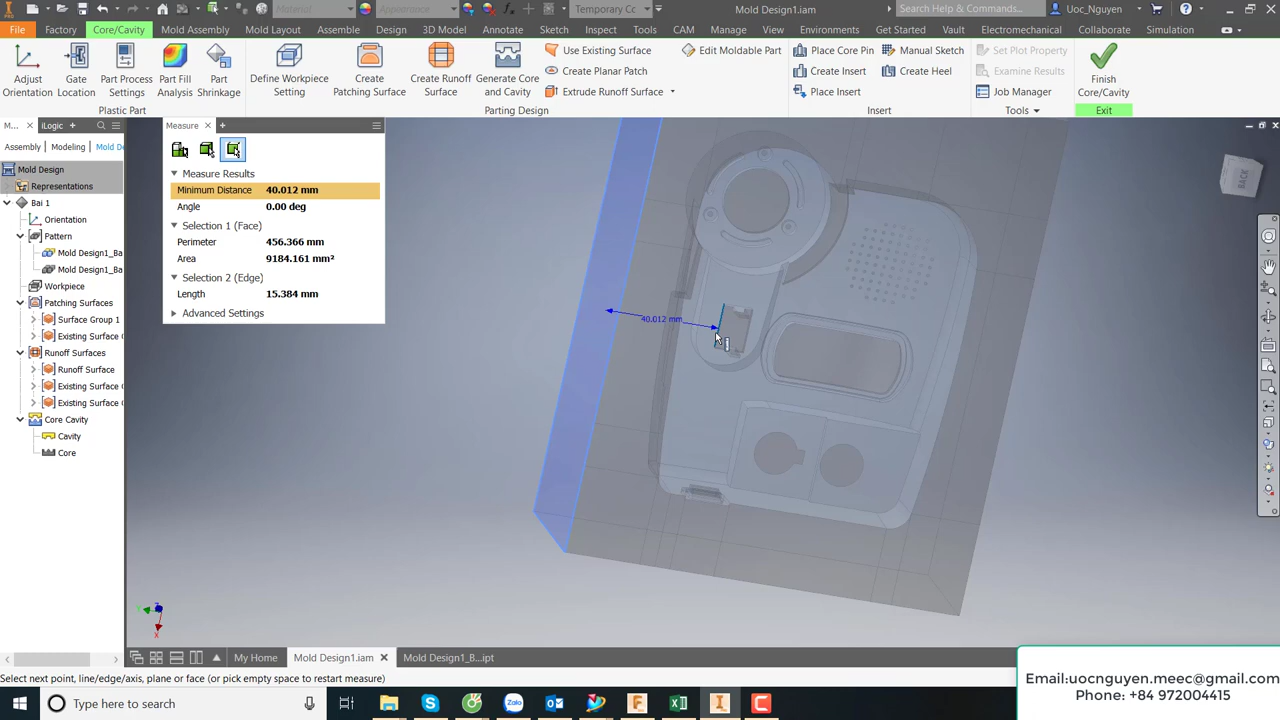 PRO
Material
Appearance
Temporary Cc
Mold Design1.iam
Search Help & Commands...
Uoc_Nguyen
File
Factory
Core/Cavity
Mold Assembly
Mold Layout
Assemble
Design
3D Model
Annotate
Sketch
Inspect
Tools
CAM
Manage
View
Environments
Get Started
Vault
Electromechanical
Collaborate
Simulation
Adjust Orientation
Gate Location
Part Process Settings
Part Fill Analysis
Part Shrinkage
Plastic Part
Define Workpiece Setting
Create Patching Surface
Create Runoff Surface
Generate Core and Cavity
Use Existing Surface
Create Planar Patch
Extrude Runoff Surface
Edit Moldable Part
Parting Design
Place Core Pin
Create Insert
Place Insert
Manual Sketch
Create Heel
Insert
Set Plot Property
Examine Results
Job Manager
Tools
Finish Core/Cavity
Exit
M...
iLogic
Assembly
Modeling
Mold De
Mold Design
Representations
Bai 1
Orientation
Pattern
Mold Design1_Ba
Mold Design1_Ba
Workpiece
Patching Surfaces
Surface Group 1
Existing Surface
Runoff Surfaces
Runoff Surface
Existing Surface G
Existing Surface G
Core Cavity
Cavity
Core
Measure
Measure Results
Minimum Distance 40.012 mm
Angle 0.00 deg
Selection 1 (Face)
Perimeter 456.366 mm
Area 9184.161 mm²
Selection 2 (Edge)
Length 15.384 mm
Advanced Settings
40.012 mm
BACK
Z
X
My Home
Mold Design1.iam
Mold Design1_B...ipt
Select next point, line/edge/axis, plane or face (or pick empty space to restart measure)
Email:uocnguyen.meec@gmail.com
Phone: +84 972004415
Type here to search
Zalo